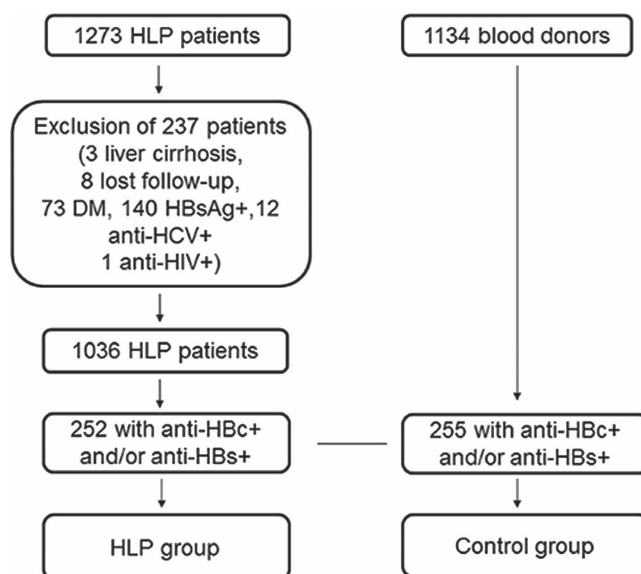 1273 HLP patients
1134 blood donors
Exclusion of 237 patients
(3 liver cirrhosis,
8 lost follow-up,
73 DM, 140 HBsAg+,12
anti-HCV+
1 anti-HIV+)
1036 HLP patients
252 with anti-HBc+
and/or anti-HBs+
255 with anti-HBc+
and/or anti-HBs+
HLP group
Control group